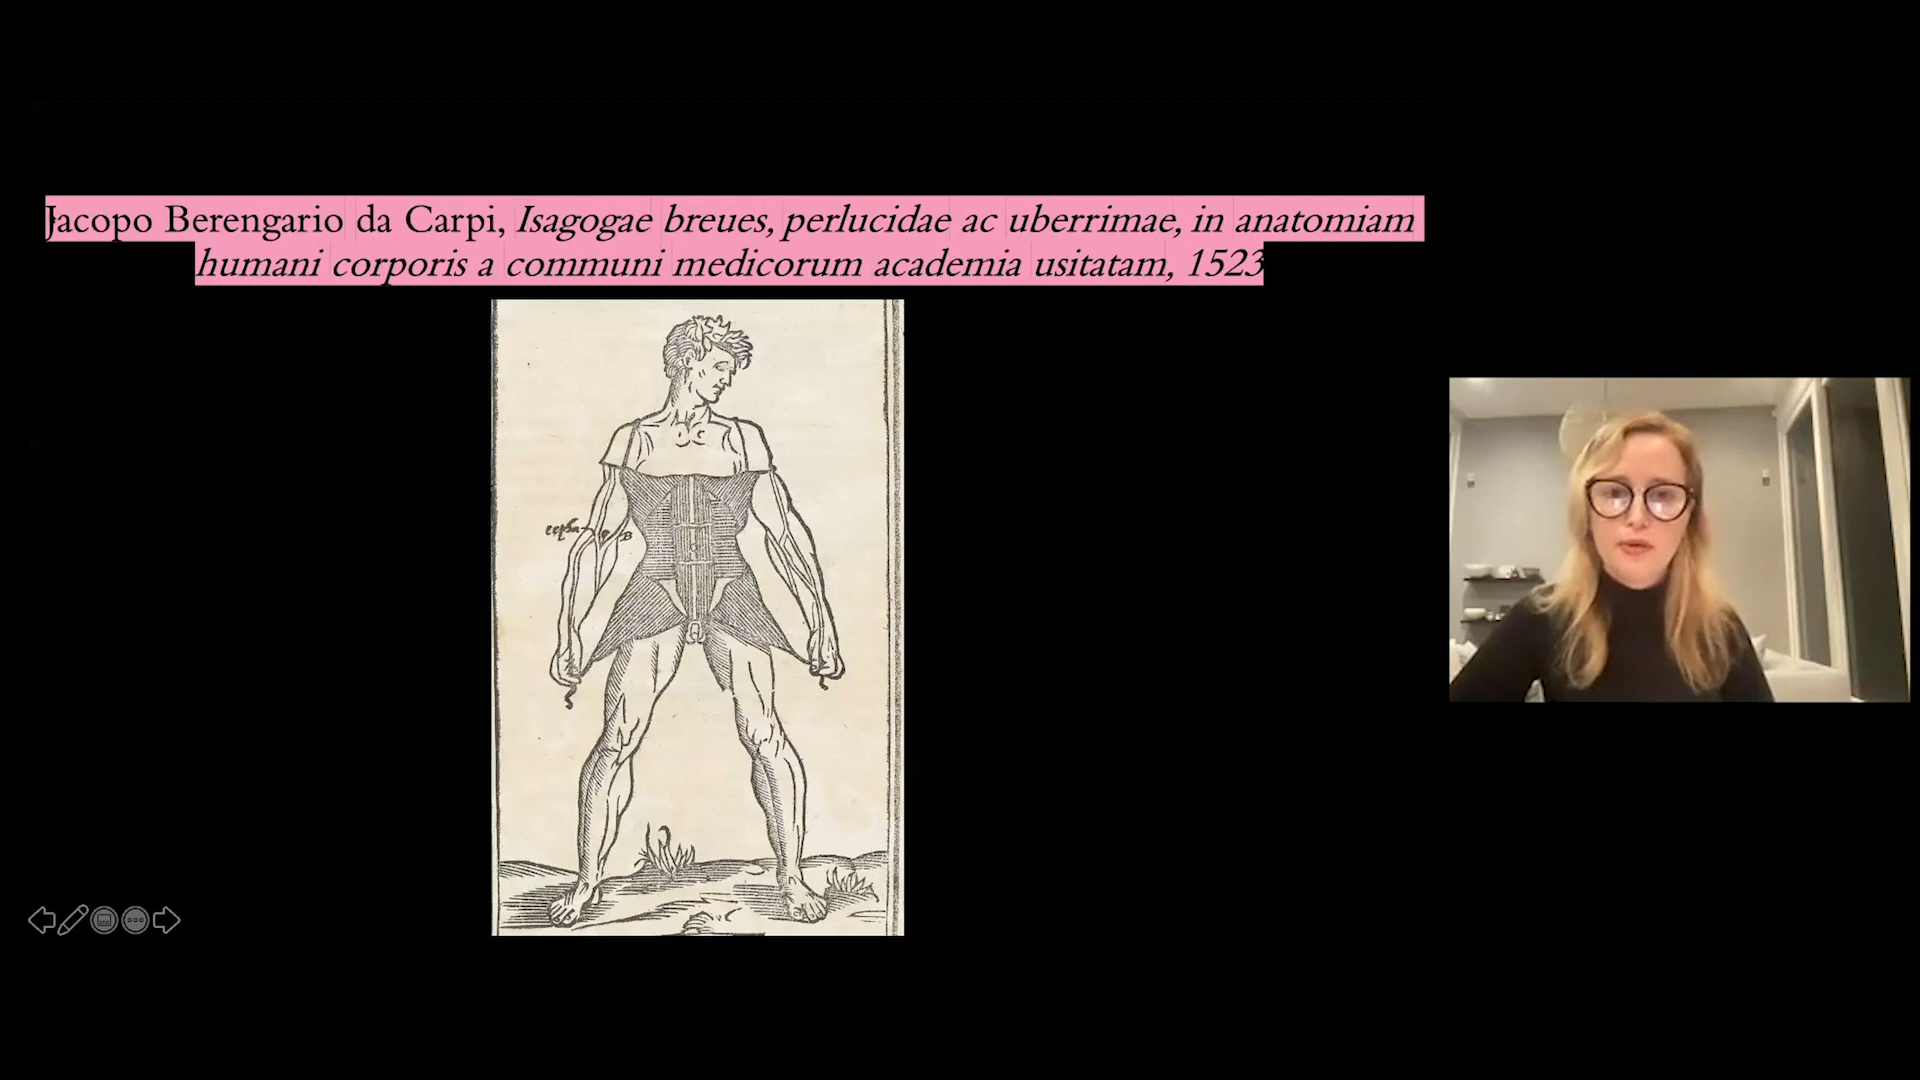 Jacopo Berengario da Carpi, Isagogae breues, perlucidae ac uberrimae, in anatomiam
humani corporis a communi medicorum academia usitatam, 1523
B